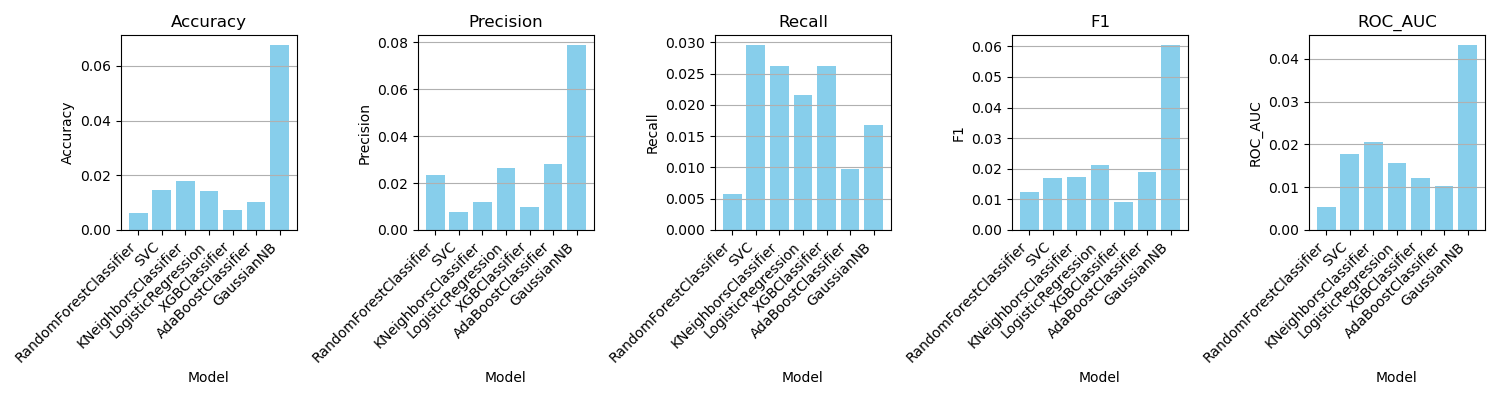 Accuracy
Accuracy
0.06
0.04
0.02
0.00
RandomForestClassifier
SVC
KNeighborsClassifier
LogisticRegression
XGBClassifier
AdaBoostClassifier
GaussianNB
Model
Precision
Precision
0.08
0.06
0.04
0.02
0.00
RandomForestClassifier
SVC
KNeighborsClassifier
LogisticRegression
XGBClassifier
AdaBoostClassifier
GaussianNB
Model
Recall
Recall
0.030
0.025
0.020
0.015
0.010
0.005
0.000
RandomForestClassifier
SVC
KNeighborsClassifier
LogisticRegression
XGBClassifier
AdaBoostClassifier
GaussianNB
Model
F1
F1
0.06
0.05
0.04
0.03
0.02
0.01
0.00
RandomForestClassifier
SVC
KNeighborsClassifier
LogisticRegression
XGBClassifier
AdaBoostClassifier
GaussianNB
Model
ROC_AUC
ROC_AUC
0.04
0.03
0.02
0.01
0.00
RandomForestClassifier
SVC
KNeighborsClassifier
LogisticRegression
XGBClassifier
AdaBoostClassifier
GaussianNB
Model